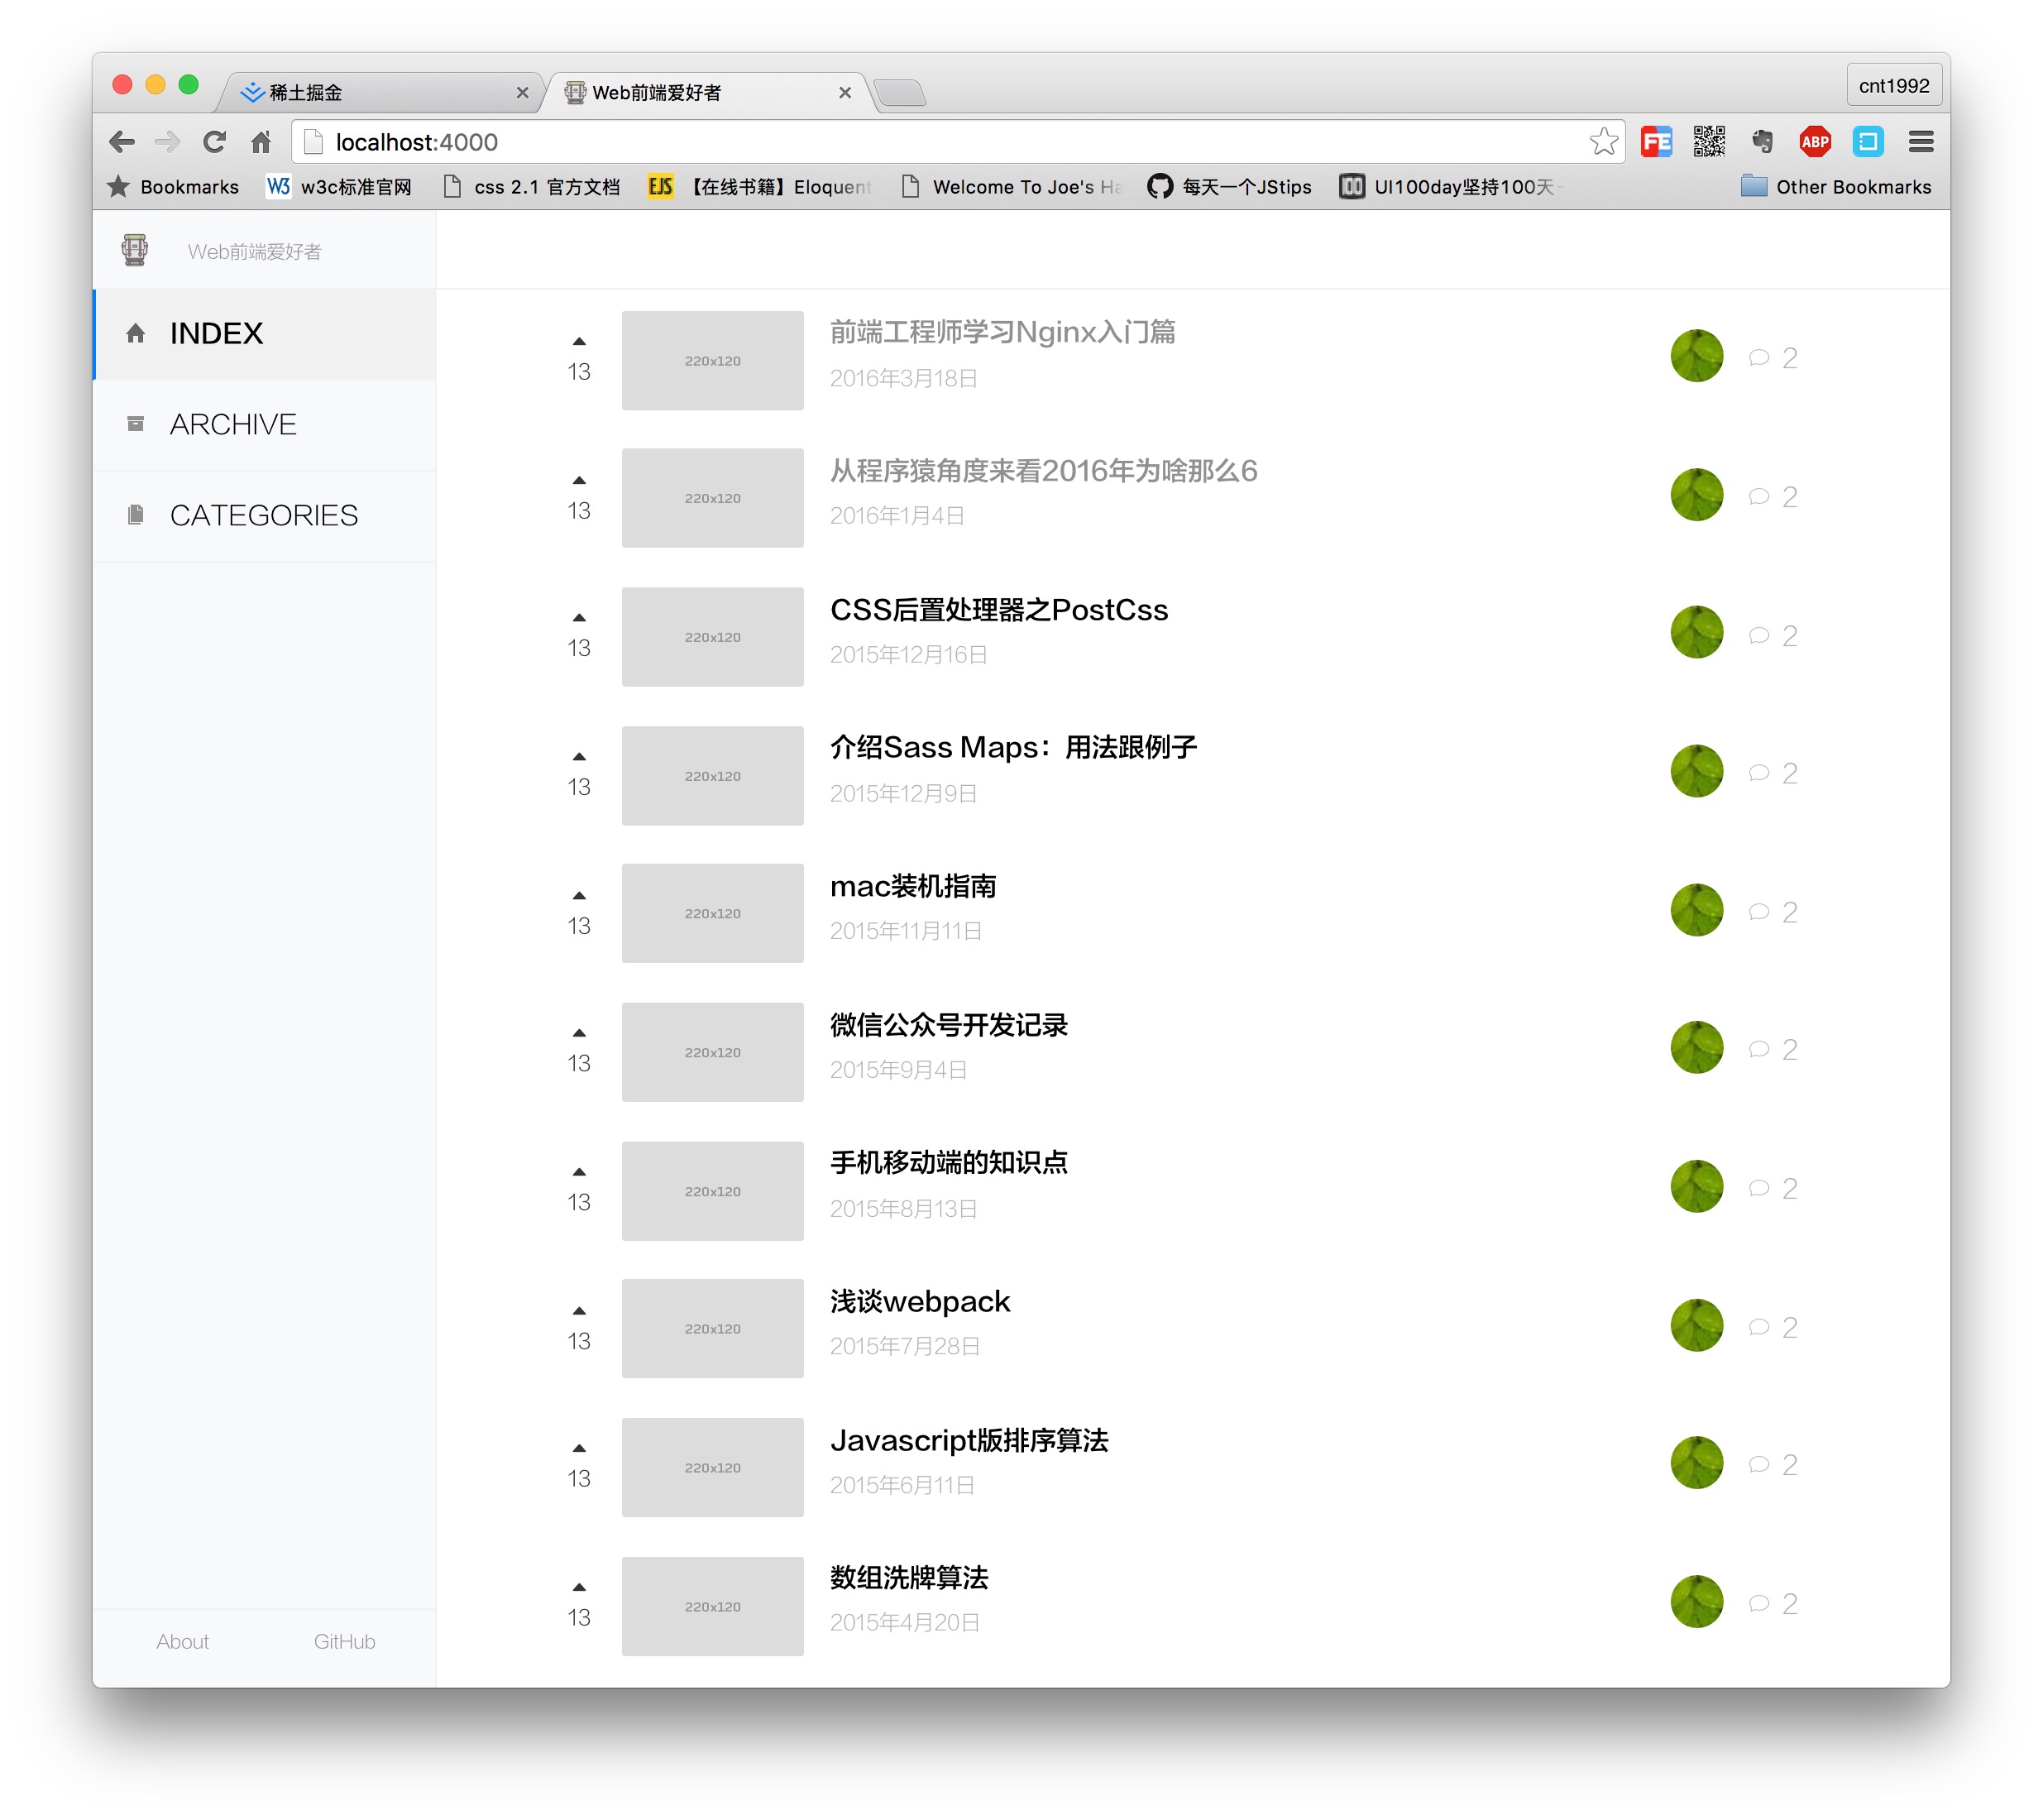 稀土掘金
Web前端爱好者
cnt1992
localhost:4000
FE
ABP
Bookmarks
W3 w3c标准官网
css 2.1 官方文档
EJS 【在线书籍】Eloquent
Welcome To Joe's Ha
每天一个JStips
100 UI100day坚持100天
Other Bookmarks
Web前端爱好者
INDEX
ARCHIVE
CATEGORIES
About
GitHub
13
220x120
前端工程师学习Nginx入门篇
2016年3月18日
2
13
220x120
从程序猿角度来看2016年为啥那么6
2016年1月4日
2
13
220x120
CSS后置处理器之PostCss
2015年12月16日
2
13
220x120
介绍Sass Maps：用法跟例子
2015年12月9日
2
13
220x120
mac装机指南
2015年11月11日
2
13
220x120
微信公众号开发记录
2015年9月4日
2
13
220x120
手机移动端的知识点
2015年8月13日
2
13
220x120
浅谈webpack
2015年7月28日
2
13
220x120
Javascript版排序算法
2015年6月11日
2
13
220x120
数组洗牌算法
2015年4月20日
2